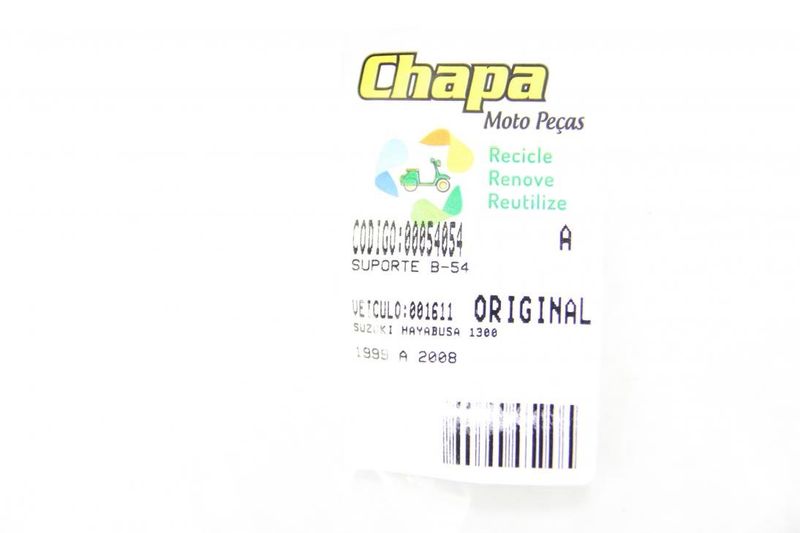 Chapa
Moto Peças
Recicle
Renove
Reutilize
CODIGO:00054054 A
SUPORTE B-54
VEICULO:001611 ORIGINAL
SUZUKI HAYABUSA 1300
1999 A 2008